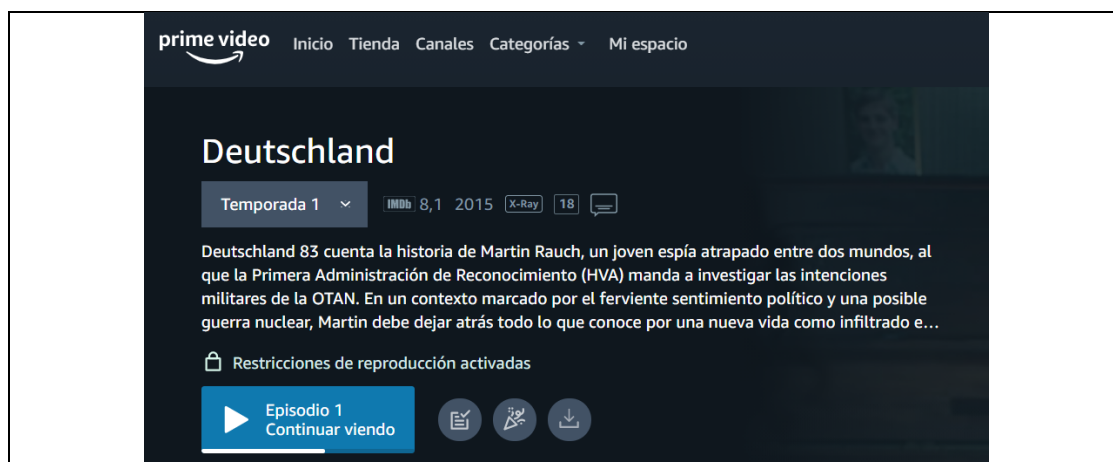 prime video Inicio Tienda Canales Categorías Mi espacio
Deutschland
Temporada 1 IMDb 8,1 2015 X-Ray 18
Deutschland 83 cuenta la historia de Martin Rauch, un joven espía atrapado entre dos mundos, al
que la Primera Administración de Reconocimiento (HVA) manda a investigar las intenciones
militares de la OTAN. En un contexto marcado por el ferviente sentimiento político y una posible
guerra nuclear, Martin debe dejar atrás todo lo que conoce por una nueva vida como infiltrado e...
Restricciones de reproducción activadas
Episodio 1
Continuar viendo